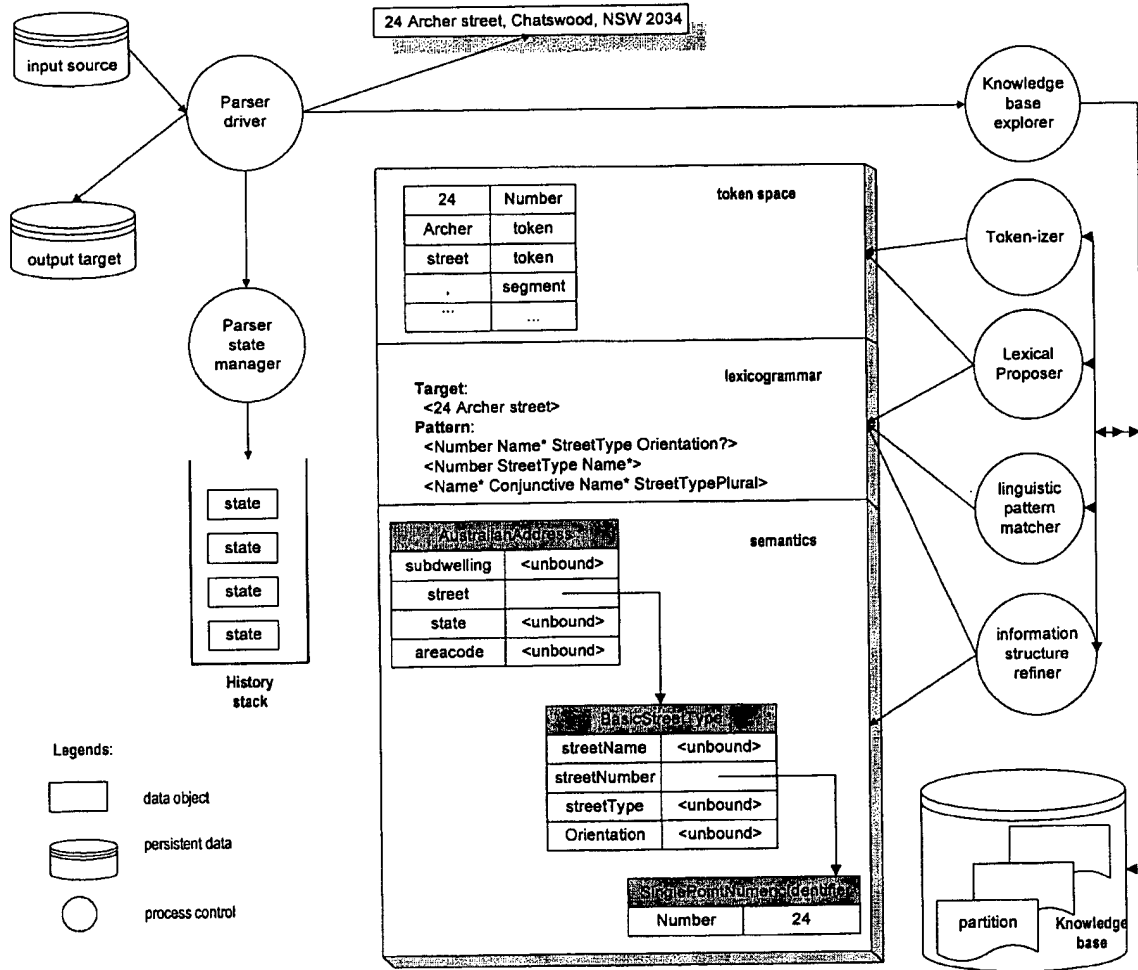 24 Archer street, Chatswood, NSW 2034
input source
Parser
driver
Knowledge
base
explorer
output target
24 Number
Archer token
street token
, segment
... ...
token space
Token-izer
Parser
state
manager
Lexical
Proposer
lexicogrammar
Target:
<24 Archer street>
Pattern:
<Number Name* StreetType Orientation?>
<Number StreetType Name*>
<Name* Conjunctive Name* StreetTypePlural>
linguistic
pattern
matcher
state
state
state
state
History
stack
semantics
AustralianAddress
subdwelling <unbound>
street
state <unbound>
areacode <unbound>
information
structure
refiner
BasicStreetType
streetName <unbound>
streetNumber
streetType <unbound>
Orientation <unbound>
SinglePointNumericIdentifier
Number 24
Legends:
data object
persistent data
process control
partition
Knowledge
base